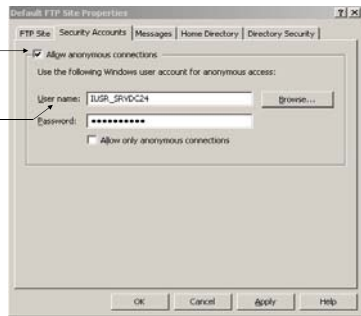 Default FTP Site Properties
FTP Site Security Accounts Messages Home Directory Directory Security
Allow anonymous connections
Use the following Windows user account for anonymous access:
User name: IUSR_SRVDC24 Browse...
Password: ••••••••••
Allow only anonymous connections
OK Cancel Apply Help